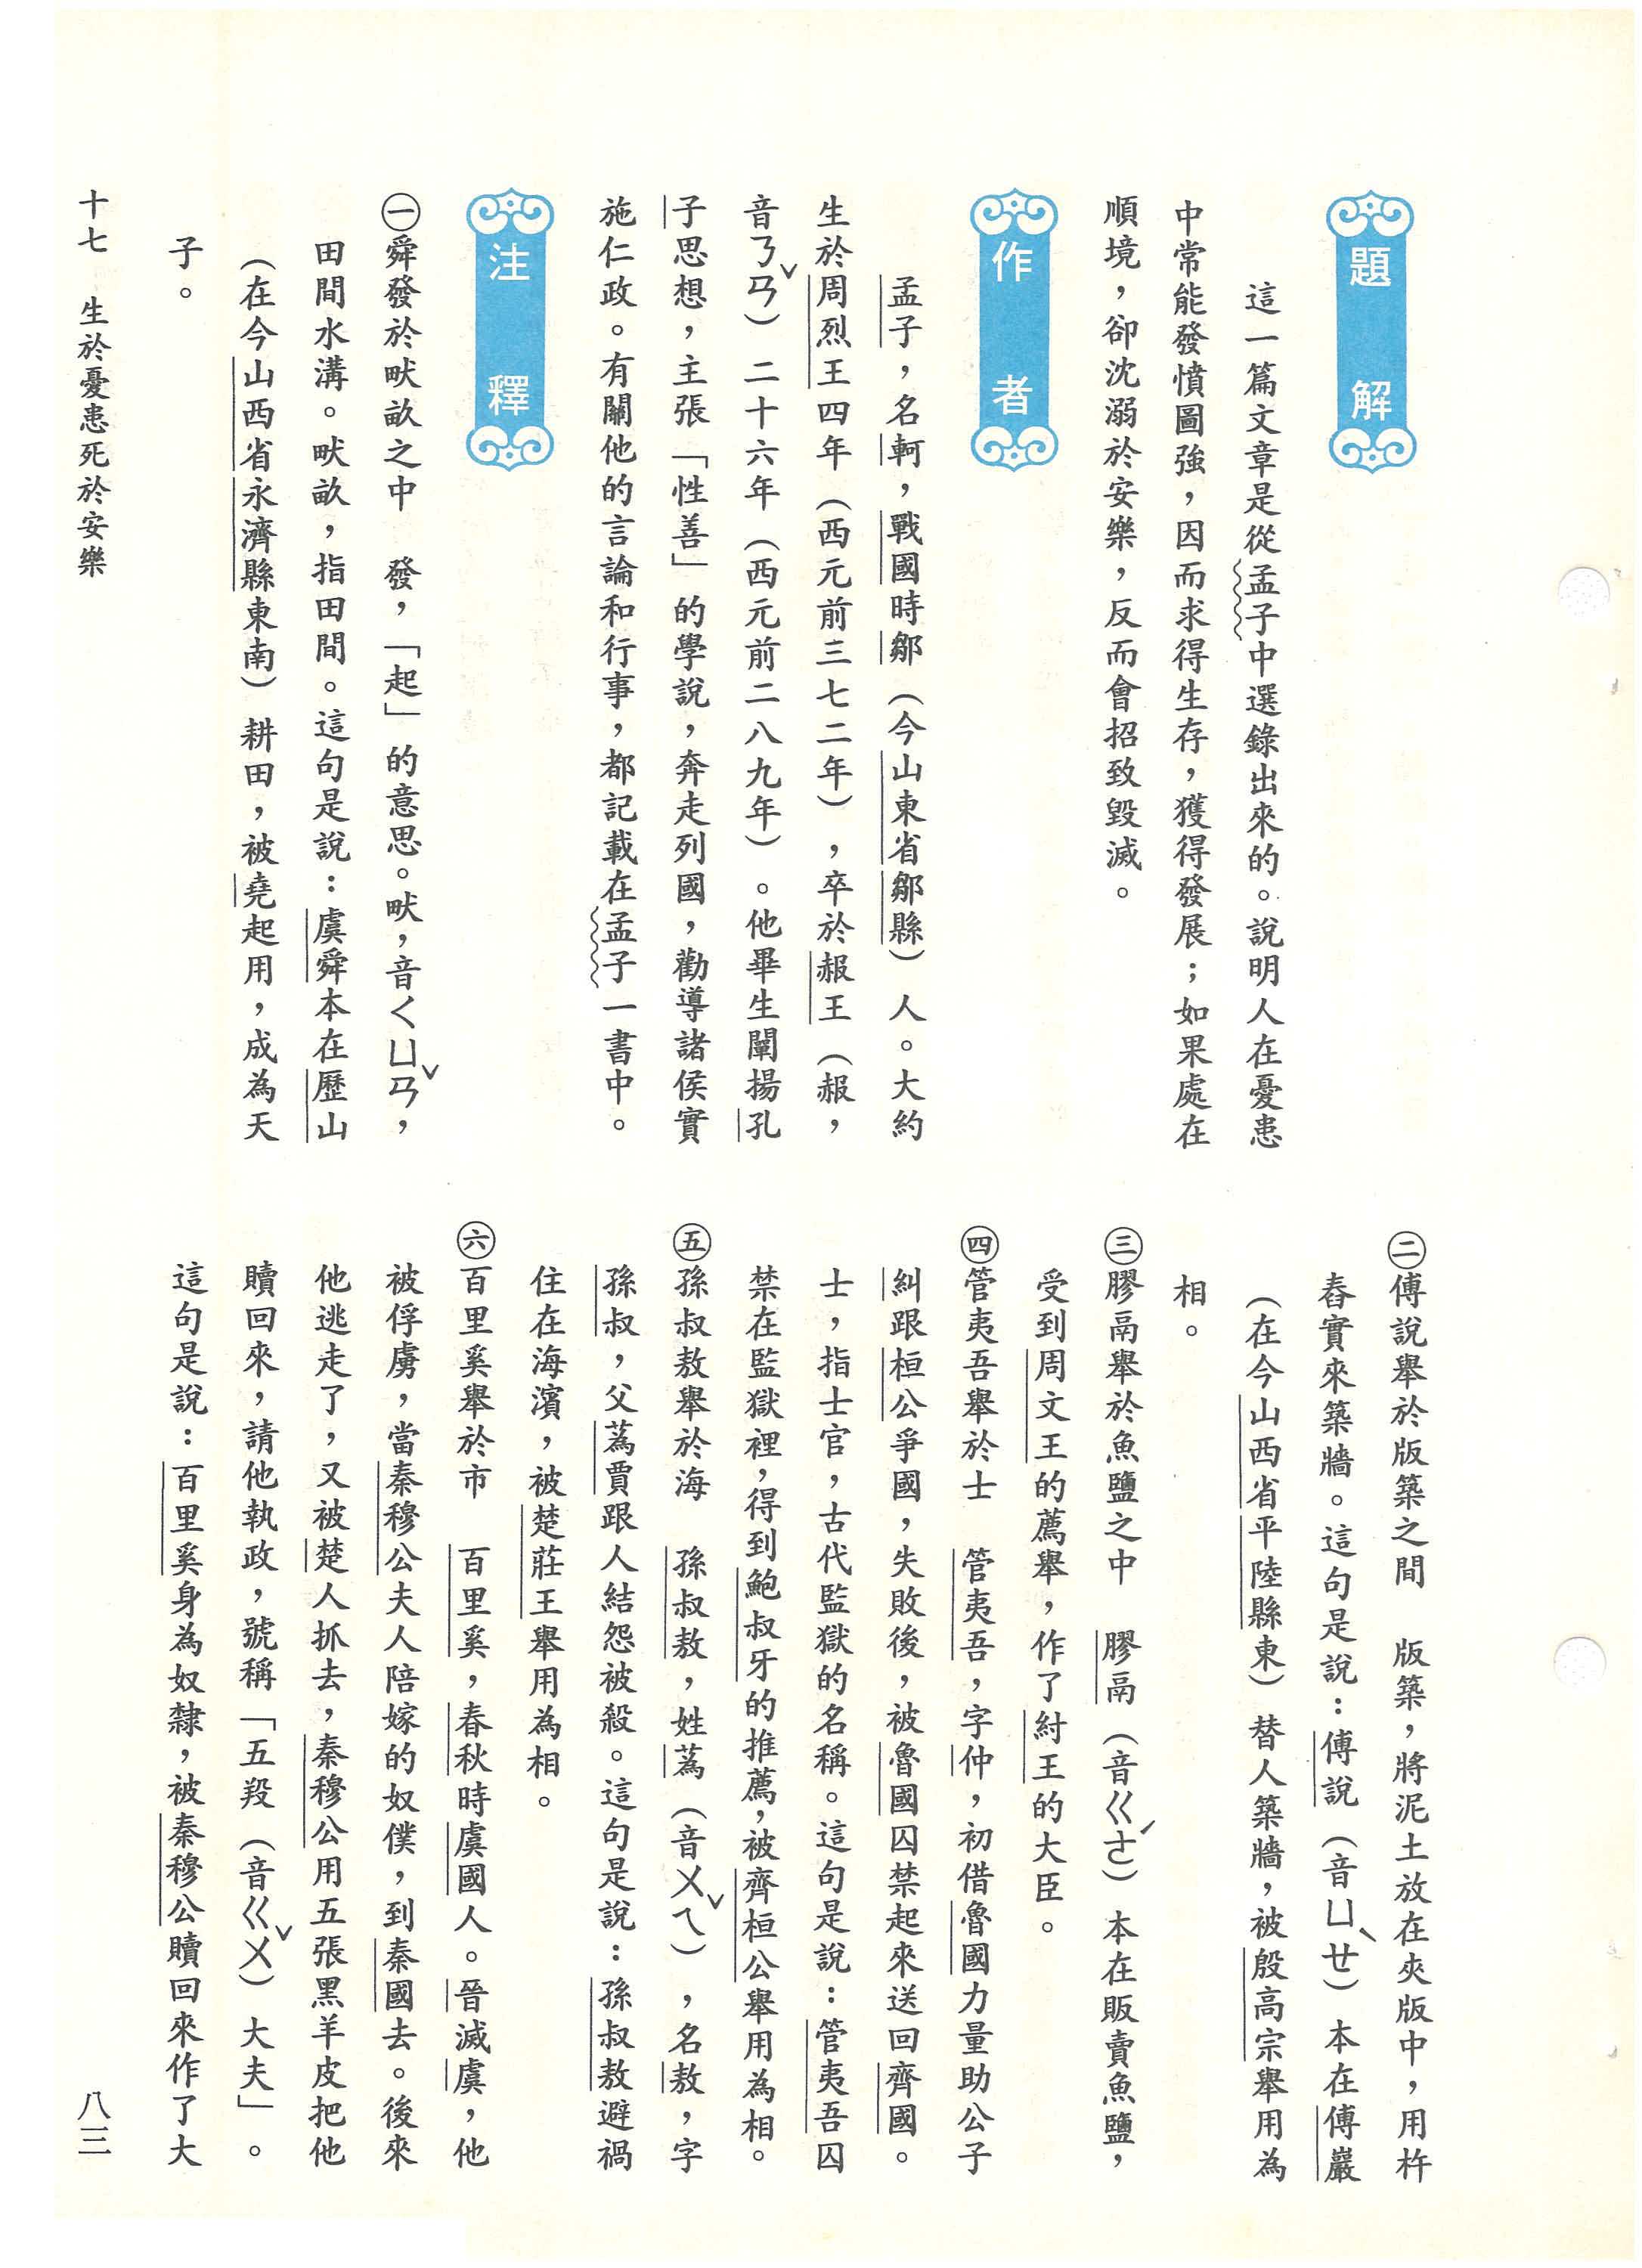 題解
這一篇文章是從孟子中選錄出來的。說明人在憂患
中常能發憤圖強，因而求得生存，獲得發展；如果處在
順境，卻沈溺於安樂，反而會招致毀滅。
作者
孟子，名軻，戰國時鄒（今山東省鄒縣）人。大約
生於周烈王四年（西元前三七二年），卒於赧王（赧，
音ㄋㄢˇ）二十六年（西元前二八九年）。他畢生闡揚孔
子思想，主張「性善」的學說，奔走列國，勸導諸侯實
施仁政。有關他的言論和行事，都記載在孟子一書中。
注釋
㊀舜發於畎畝之中　發，「起」的意思。畎，音ㄑㄩㄢˇ，
田間水溝。畎畝，指田間。這句是說：虞舜本在歷山
（在今山西省永濟縣東南）耕田，被堯起用，成為天
子。
㊁傅說舉於版築之間　版築，將泥土放在夾版中，用杵
舂實來築牆。這句是說：傅說（音ㄩㄝˋ）本在傅巖
（在今山西省平陸縣東）替人築牆，被殷高宗舉用為
相。
㊂膠鬲舉於魚鹽之中　膠鬲（音ㄍㄜˊ）本在販賣魚鹽，
受到周文王的薦舉，作了紂王的大臣。
㊃管夷吾舉於士　管夷吾，字仲，初借魯國力量助公子
糾跟桓公爭國，失敗後，被魯國囚禁起來送回齊國。
士，指士官，古代監獄的名稱。這句是說：管夷吾囚
禁在監獄裡，得到鮑叔牙的推薦，被齊桓公舉用為相。
㊄孫叔敖舉於海　孫叔敖，姓蒍（音ㄨㄟˇ），名敖，字
孫叔，父蒍賈跟人結怨被殺。這句是說：孫叔敖避禍
住在海濱，被楚莊王舉用為相。
㊅百里奚舉於市　百里奚，春秋時虞國人。晉滅虞，他
被俘虜，當秦穆公夫人陪嫁的奴僕，到秦國去。後來
他逃走了，又被楚人抓去，秦穆公用五張黑羊皮把他
贖回來，請他執政，號稱「五羖（音ㄍㄨˇ）大夫」。
這句是說：百里奚身為奴隸，被秦穆公贖回來作了大
十七　生於憂患死於安樂
八三